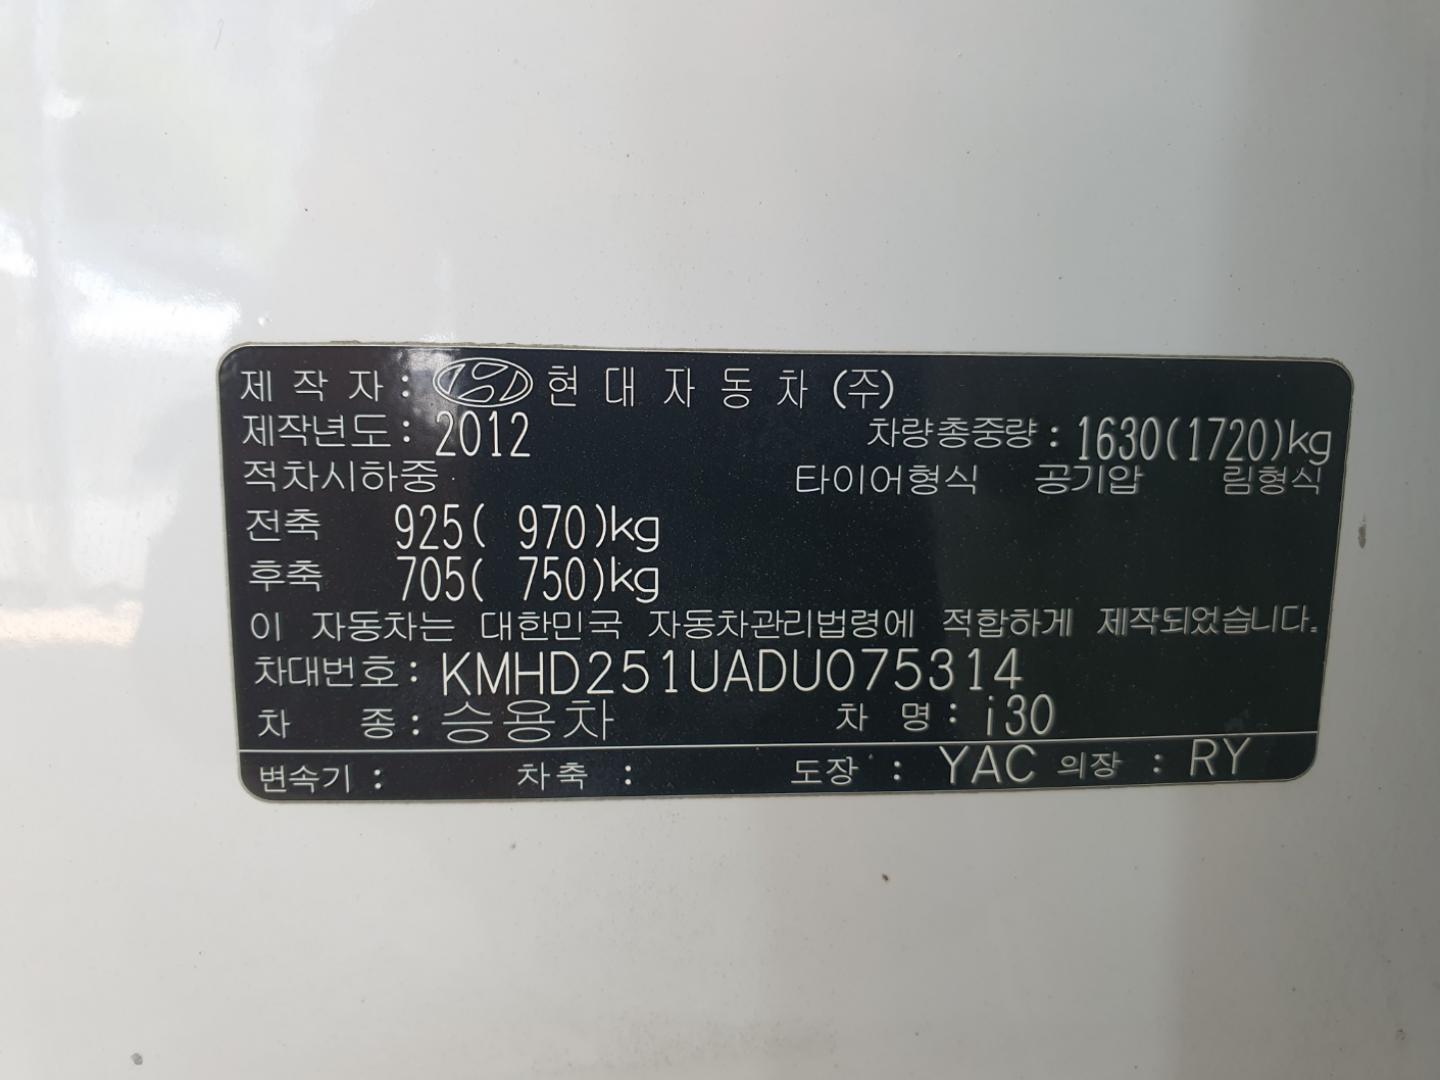 제 작 자 : 현 대 자 동 차 (주)
제작년도 : 2012 차량총중량 : 1630(1720)kg
적차시하중 타이어형식 공기압 림형식
전축 925( 970)kg
후축 705( 750)kg
이 자동차는 대한민국 자동차관리법령에 적합하게 제작되었습니다.
차대번호 : KMHD251UADU075314
차 종 : 승용차 차 명 : i30
변속기 : 차축 : 도장 : YAC 의장 : RY